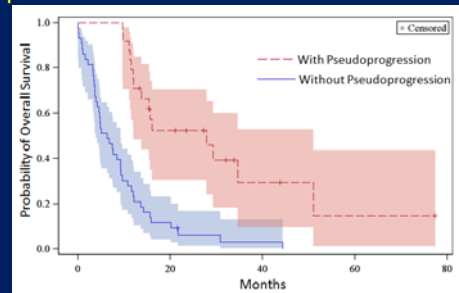 1.0
0.8
0.6
0.4
0.2
0.0
Probability of Overall Survival
+ Censored
With Pseudoprogression
Without Pseudoprogression
0 20 40 60 80
Months